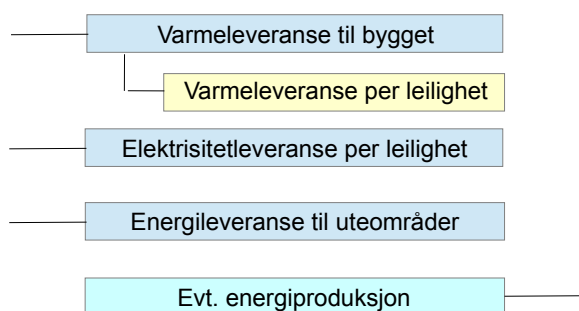 Varmeleveranse til bygget
Varmeleveranse per leilighet
Elektrisitetleveranse per leilighet
Energileveranse til uteområder
Evt. energiproduksjon